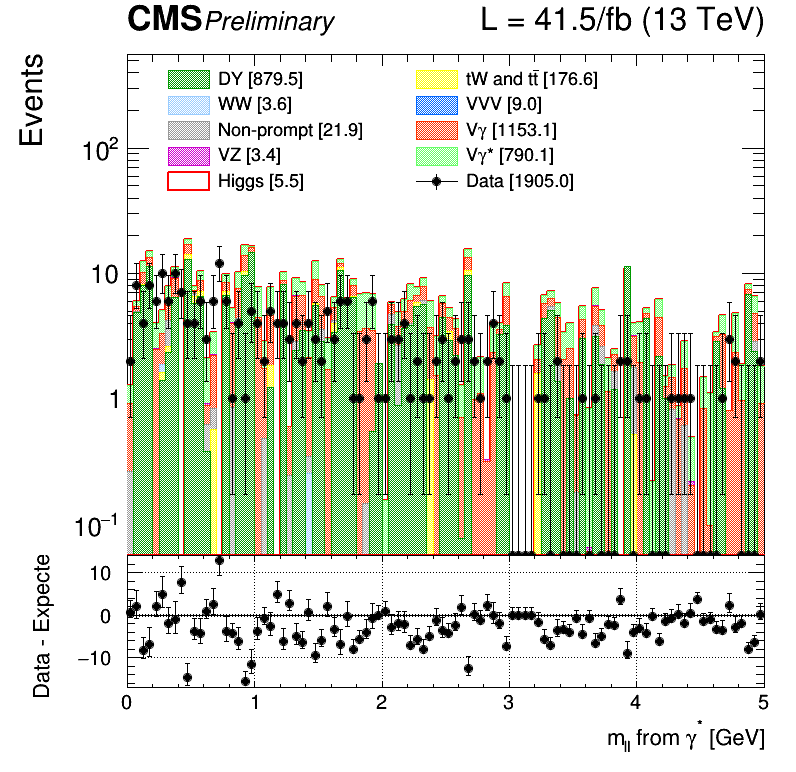 CMS Preliminary L = 41.5/fb (13 TeV)
Events
DY [879.5]
WW [3.6]
Non-prompt [21.9]
VZ [3.4]
Higgs [5.5]
tW and tt̄ [176.6]
VVV [9.0]
Vγ [1153.1]
Vγ* [790.1]
Data [1905.0]
10²
10
1
10⁻¹
Data - Expecte
10
0
−10
0 1 2 3 4 5
m_ll from γ* [GeV]